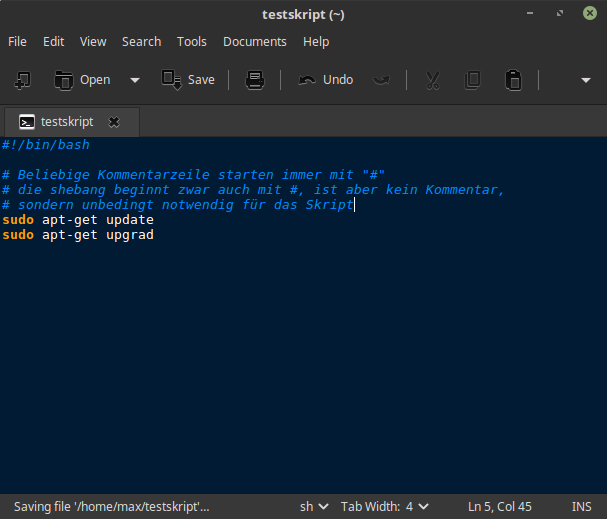 testskript (~)
File Edit View Search Tools Documents Help
Open Save Undo
testskript
#!/bin/bash
# Beliebige Kommentarzeile starten immer mit "#"
# die shebang beginnt zwar auch mit #, ist aber kein Kommentar,
# sondern unbedingt notwendig für das Skript
sudo apt-get update
sudo apt-get upgrad
Saving file '/home/max/testskript'... sh Tab Width: 4 Ln 5, Col 45 INS